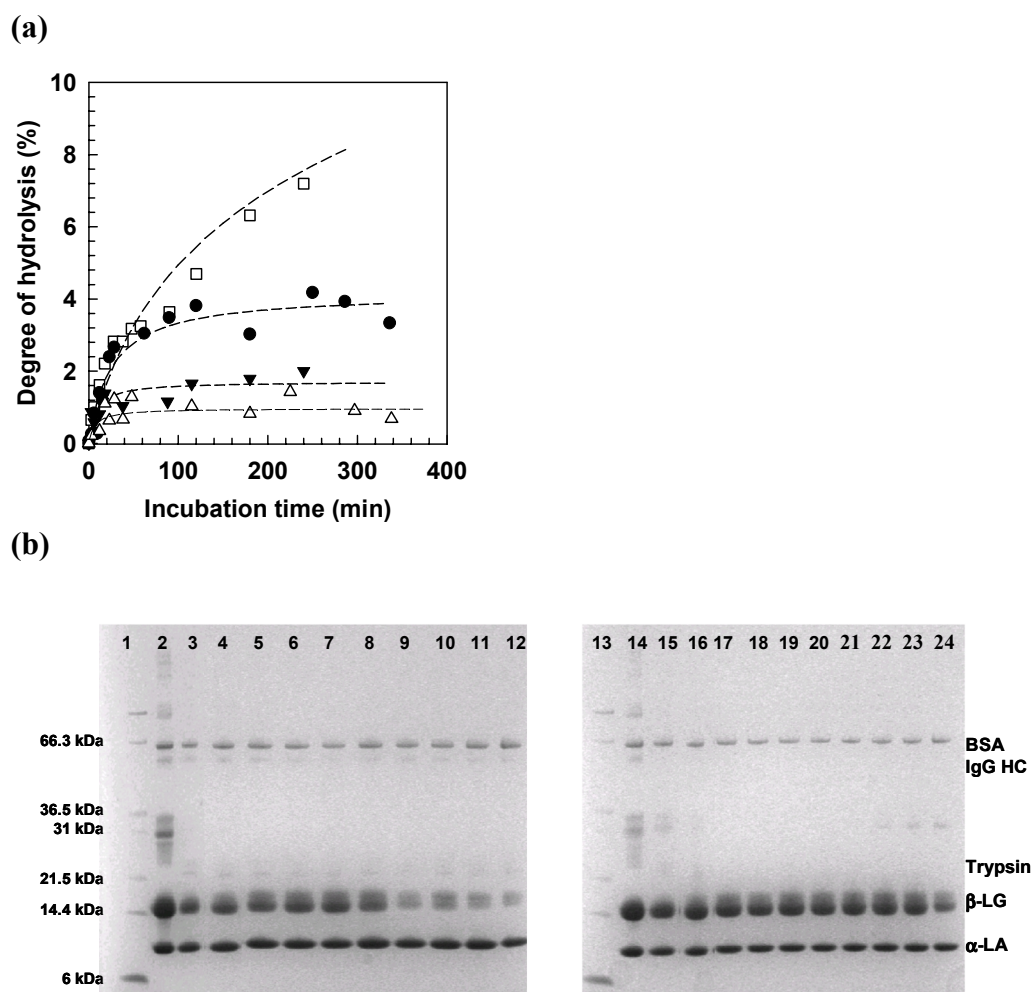 (a)
10
8
6
4
2
0
Degree of hydrolysis (%)
0 100 200 300 400
Incubation time (min)
(b)
1 2 3 4 5 6 7 8 9 10 11 12
13 14 15 16 17 18 19 20 21 22 23 24
66.3 kDa
36.5 kDa
31 kDa
21.5 kDa
14.4 kDa
6 kDa
BSA
IgG HC
Trypsin
β-LG
α-LA